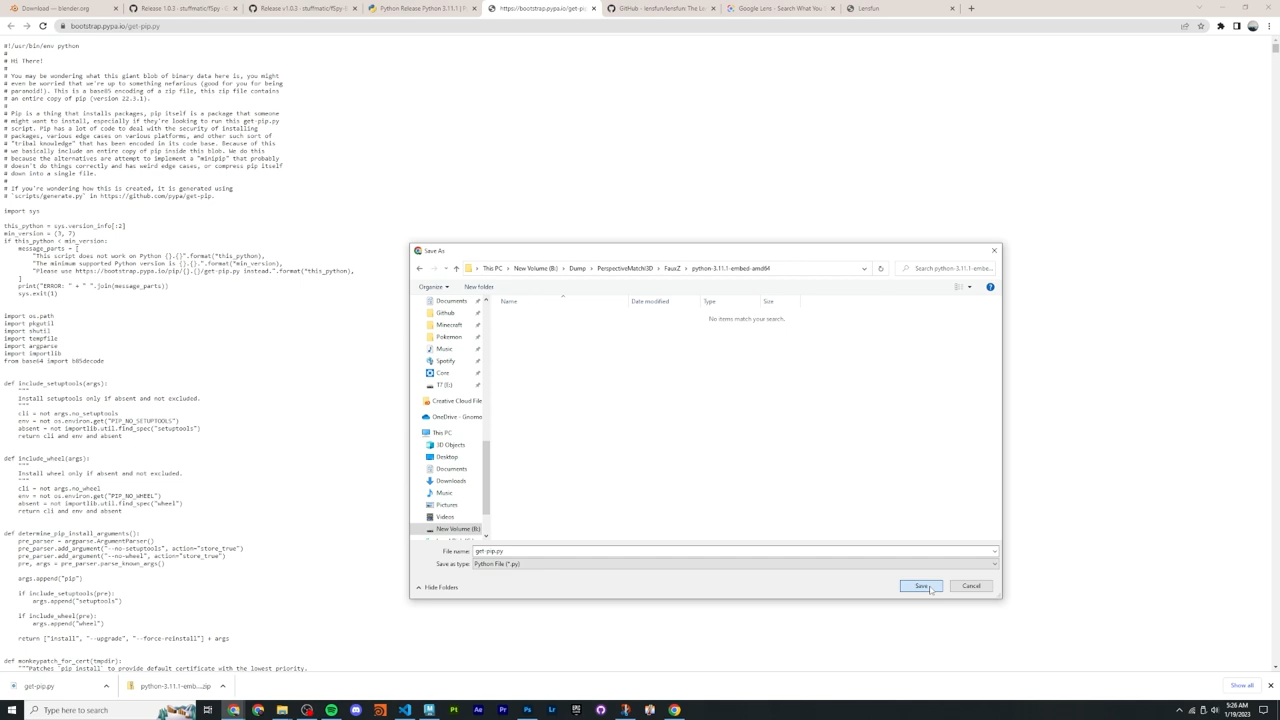 Download — blender.org
Release 1.0.3 · stuffmatic/fSpy ·
Release v1.0.3 · stuffmatic/fSpy-
Python Release Python 3.11.1 |
https://bootstrap.pypa.io/get-pip
GitHub - lensfun/lensfun: The Le
Google Lens - Search What You
Lensfun
bootstrap.pypa.io/get-pip.py
#!/usr/bin/env python
#
# Hi There!
#
# You may be wondering what this giant blob of binary data here is, you might
# even be worried that we're up to something nefarious (good for you for being
# paranoid!). This is a base85 encoding of a zip file, this zip file contains
# an entire copy of pip (version 22.3.1).
#
# Pip is a thing that installs packages, pip itself is a package that someone
# might want to install, especially if they're looking to run this get-pip.py
# script. Pip has a lot of code to deal with the security of installing
# packages, various edge cases on various platforms, and other such sort of
# "tribal knowledge" that has been encoded in its code base. Because of this
# we basically include an entire copy of pip inside this blob. We do this
# because the alternatives are attempt to implement a "minipip" that probably
# doesn't do things correctly and has weird edge cases, or compress pip itself
# down into a single file.
#
# If you're wondering how this is created, it is generated using
# `scripts/generate.py` in https://github.com/pypa/get-pip.
import sys
this_python = sys.version_info[:2]
min_version = (3, 7)
if this_python < min_version:
message_parts = [
"This script does not work on Python {}.{}".format(*this_python),
"The minimum supported Python version is {}.{}.".format(*min_version),
"Please use https://bootstrap.pypa.io/pip/{}.{}/get-pip.py instead.".format(*this_python),
]
print("ERROR: " + " ".join(message_parts))
sys.exit(1)
import os.path
import pkgutil
import shutil
import tempfile
import argparse
import importlib
from base64 import b85decode
def include_setuptools(args):
"""
Install setuptools only if absent and not excluded.
"""
cli = not args.no_setuptools
env = not os.environ.get("PIP_NO_SETUPTOOLS")
absent = not importlib.util.find_spec("setuptools")
return cli and env and absent
def include_wheel(args):
"""
Install wheel only if absent and not excluded.
"""
cli = not args.no_wheel
env = not os.environ.get("PIP_NO_WHEEL")
absent = not importlib.util.find_spec("wheel")
return cli and env and absent
def determine_pip_install_arguments():
pre_parser = argparse.ArgumentParser()
pre_parser.add_argument("--no-setuptools", action="store_true")
pre_parser.add_argument("--no-wheel", action="store_true")
pre, args = pre_parser.parse_known_args()
args.append("pip")
if include_setuptools(pre):
args.append("setuptools")
if include_wheel(pre):
args.append("wheel")
return ["install", "--upgrade", "--force-reinstall"] + args
def monkeypatch_for_cert(tmpdir):
"""Patches `pip install` to provide default certificate with the lowest priority.
Save As
This PC > New Volume (B:) > Dump > PerspectiveMatch3D > FauxZ > python-3.11.1-embed-amd64
Search python-3.11.1-embe...
Organize
New folder
Name
Date modified
Type
Size
No items match your search.
Documents
Github
Minecraft
Pokemon
Music
Spotify
Core
T7 (E:)
Creative Cloud File
OneDrive - Gnomo
This PC
3D Objects
Desktop
Documents
Downloads
Music
Pictures
Videos
New Volume (B:)
File name: get-pip.py
Save as type: Python File (*.py)
Hide Folders
Save
Cancel
get-pip.py
python-3.11.1-emb....zip
Show all
Type here to search
5:26 AM
1/19/2023